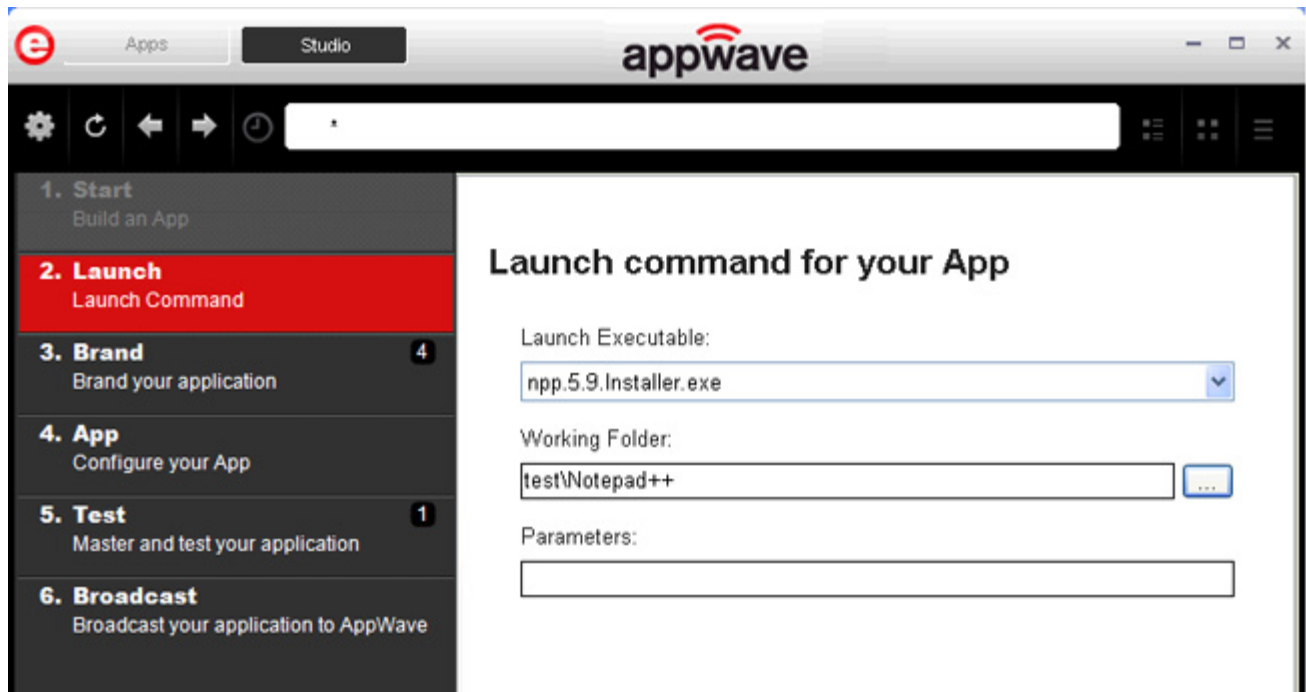 e Apps Studio appwave
*
1. Start
Build an App
2. Launch
Launch Command
3. Brand 4
Brand your application
4. App
Configure your App
5. Test 1
Master and test your application
6. Broadcast
Broadcast your application to AppWave
Launch command for your App
Launch Executable:
npp.5.9.Installer.exe
Working Folder:
test\Notepad++
...
Parameters: